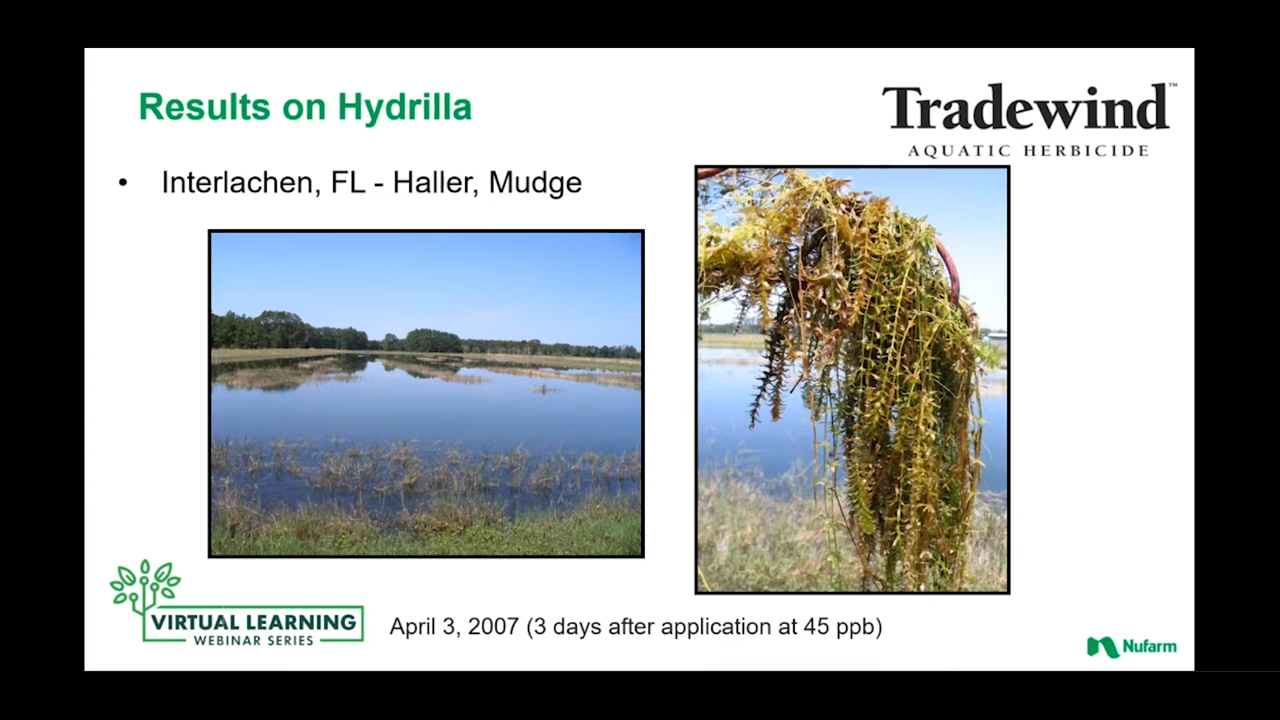 Results on Hydrilla
Tradewind™
AQUATIC HERBICIDE
• Interlachen, FL - Haller, Mudge
VIRTUAL LEARNING
WEBINAR SERIES
April 3, 2007 (3 days after application at 45 ppb)
Nufarm